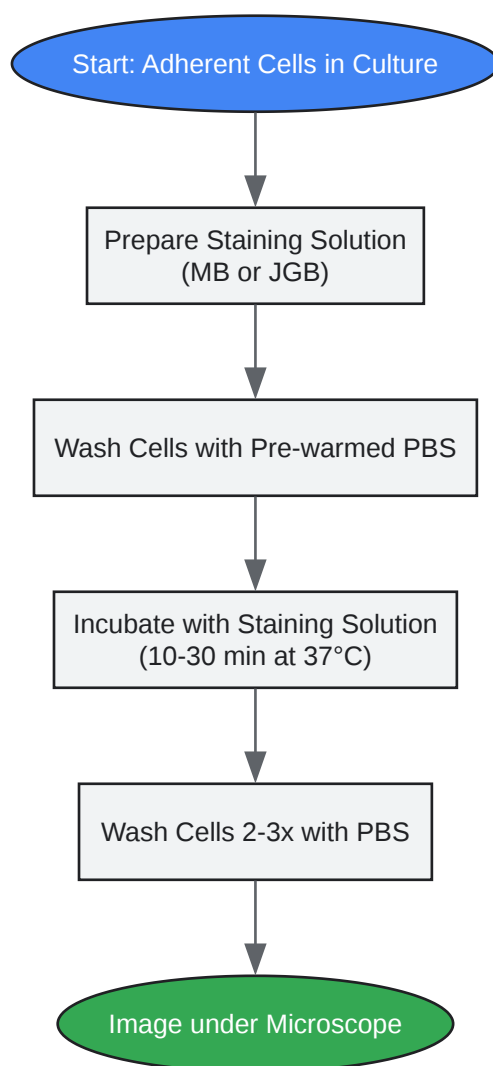 Start: Adherent Cells in Culture
Prepare Staining Solution
(MB or JGB)
Wash Cells with Pre-warmed PBS
Incubate with Staining Solution
(10-30 min at 37°C)
Wash Cells 2-3x with PBS
Image under Microscope